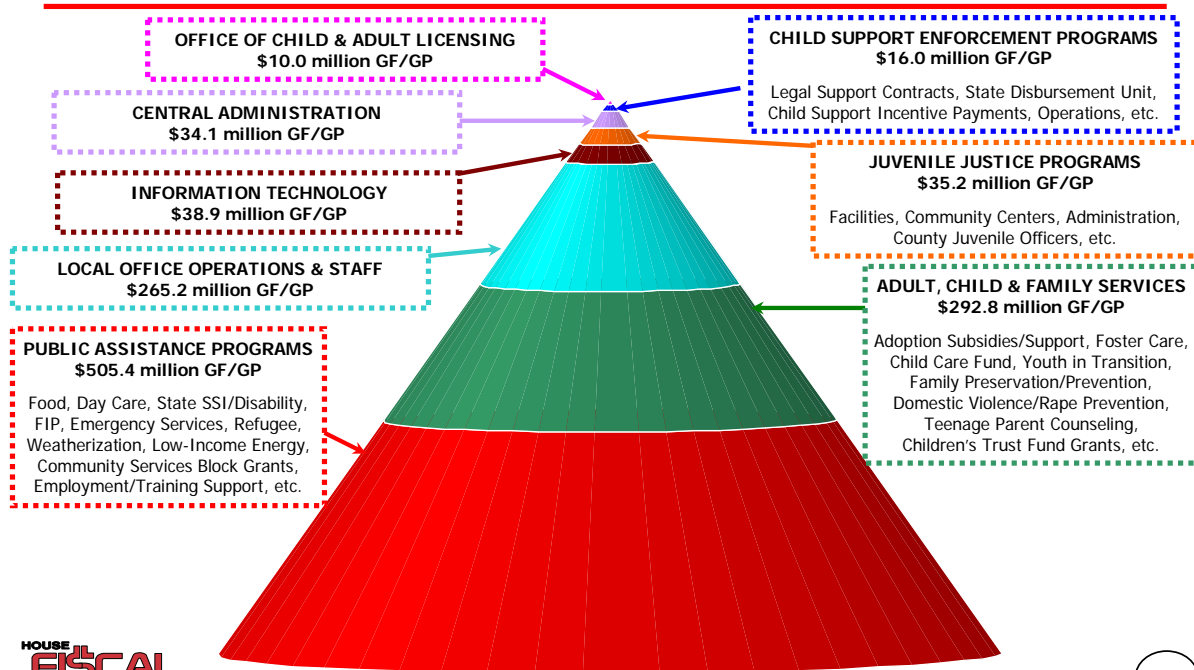 OFFICE OF CHILD & ADULT LICENSING
$10.0 million GF/GP
CENTRAL ADMINISTRATION
$34.1 million GF/GP
INFORMATION TECHNOLOGY
$38.9 million GF/GP
LOCAL OFFICE OPERATIONS & STAFF
$265.2 million GF/GP
PUBLIC ASSISTANCE PROGRAMS
$505.4 million GF/GP
Food, Day Care, State SSI/Disability,
FIP, Emergency Services, Refugee,
Weatherization, Low-Income Energy,
Community Services Block Grants,
Employment/Training Support, etc.
CHILD SUPPORT ENFORCEMENT PROGRAMS
$16.0 million GF/GP
Legal Support Contracts, State Disbursement Unit,
Child Support Incentive Payments, Operations, etc.
JUVENILE JUSTICE PROGRAMS
$35.2 million GF/GP
Facilities, Community Centers, Administration,
County Juvenile Officers, etc.
ADULT, CHILD & FAMILY SERVICES
$292.8 million GF/GP
Adoption Subsidies/Support, Foster Care,
Child Care Fund, Youth in Transition,
Family Preservation/Prevention,
Domestic Violence/Rape Prevention,
Teenage Parent Counseling,
Children's Trust Fund Grants, etc.
HOUSE
FISCAL